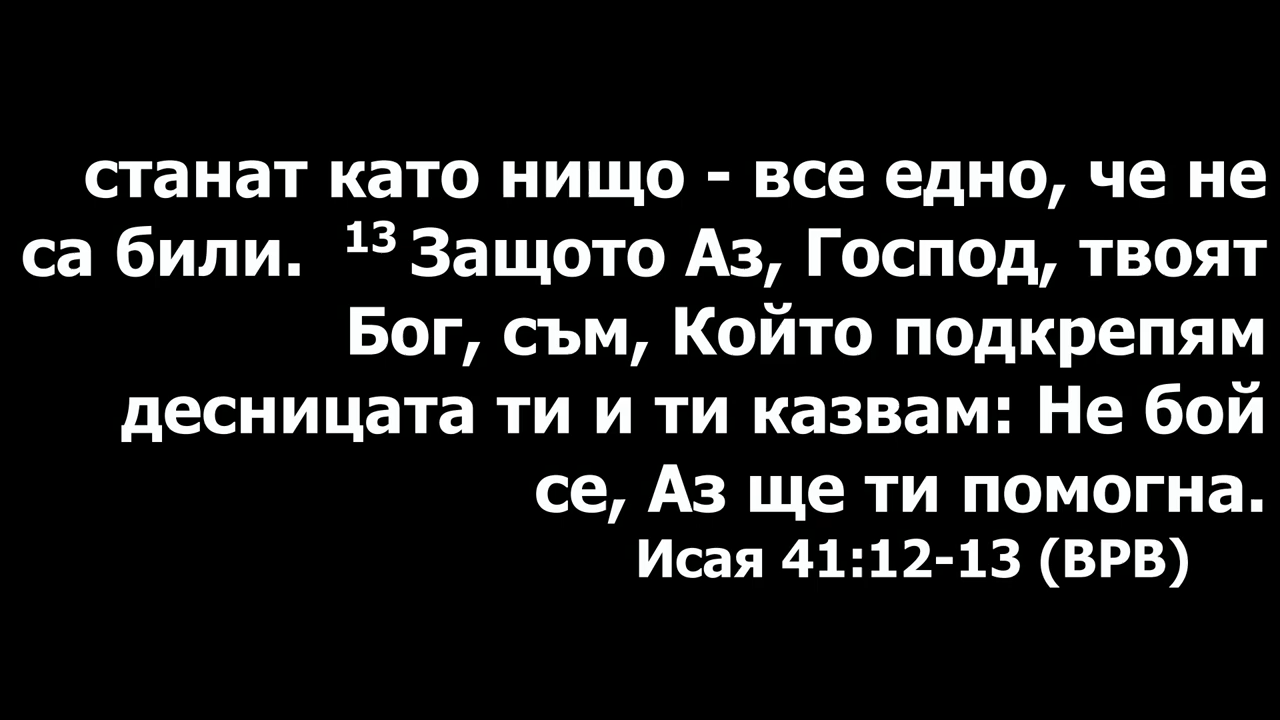 станат като нищо - все едно, че не
са били. 13 Защото Аз, Господ, твоят
Бог, съм, Който подкрепям
десницата ти и ти казвам: Не бой
се, Аз ще ти помогна.
Исая 41:12-13 (ВРВ)